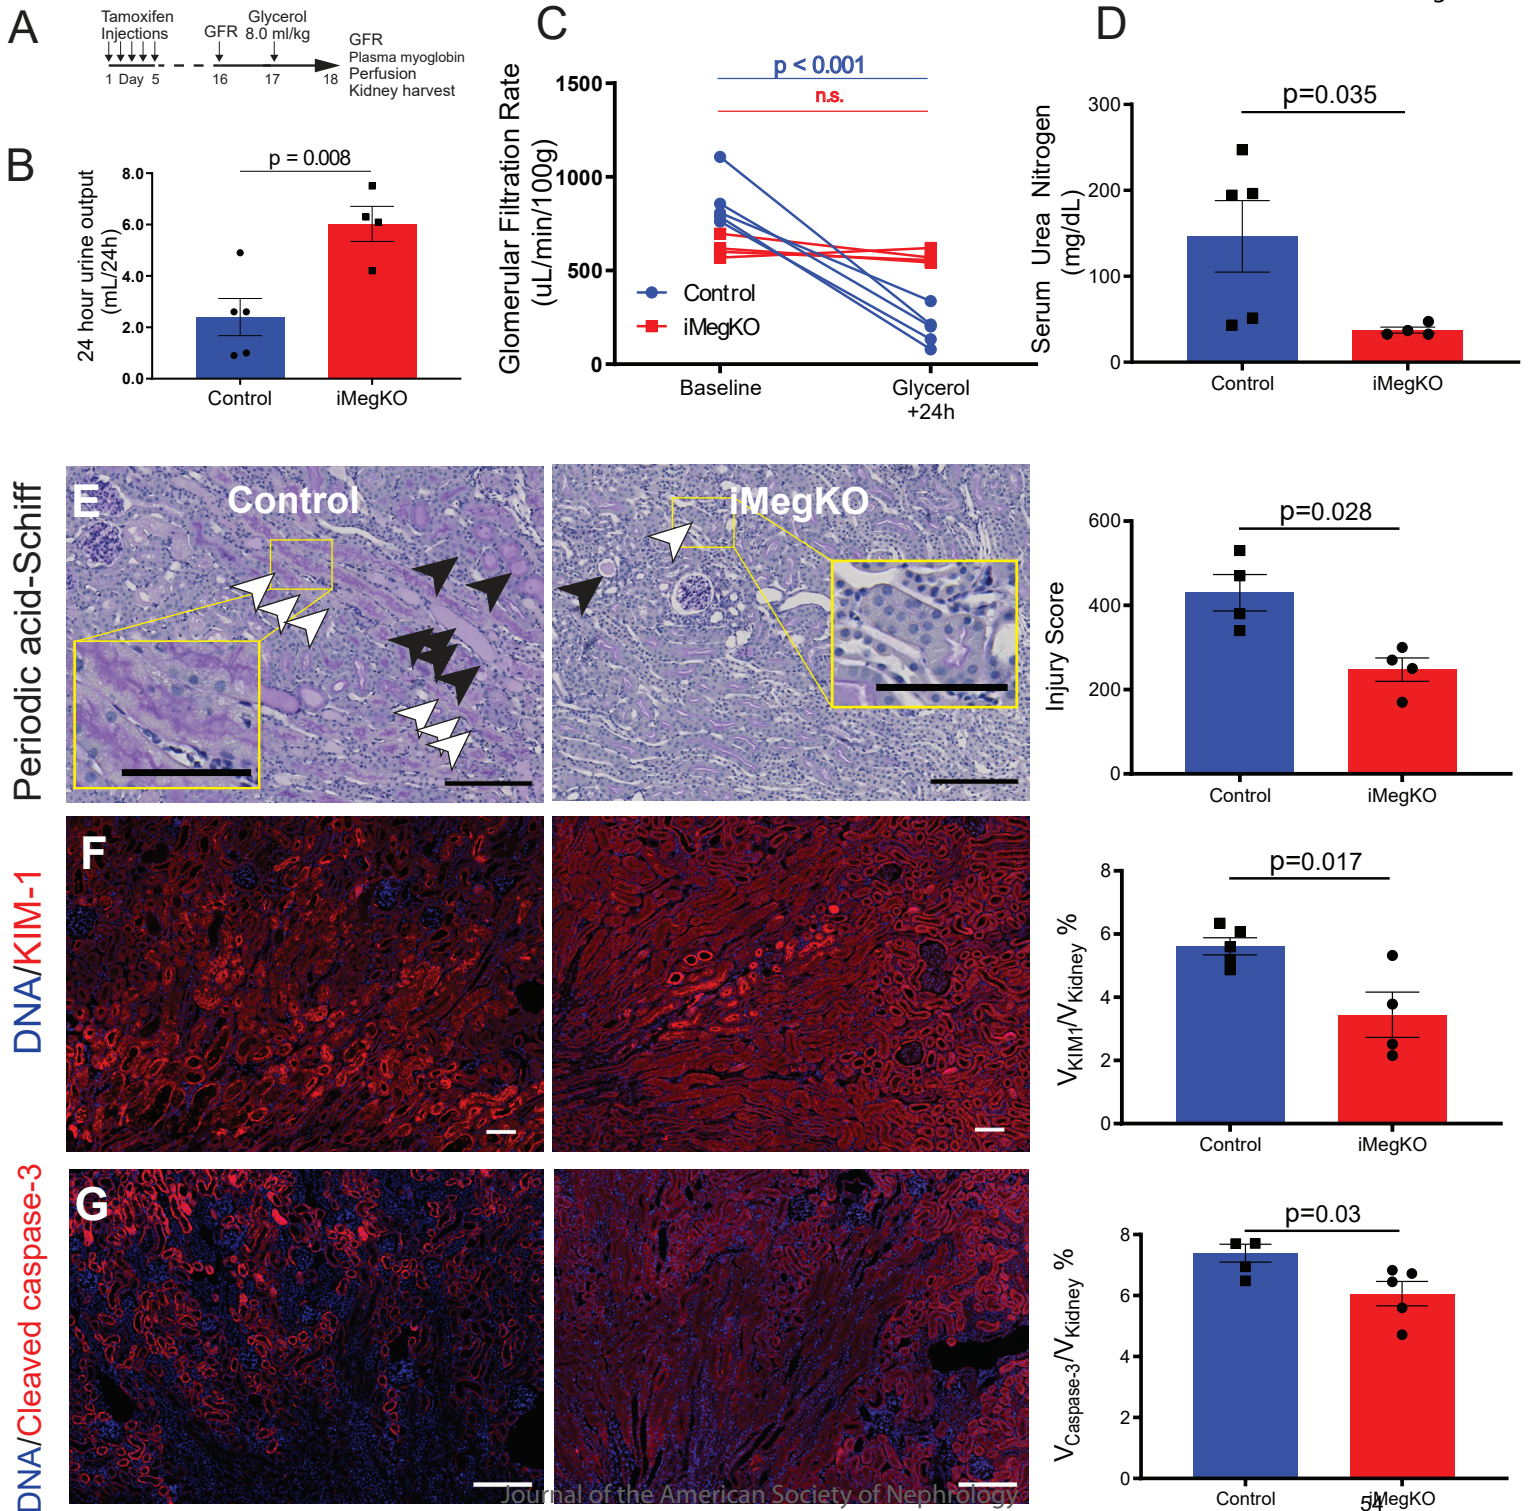 A
Tamoxifen
Injections
GFR
Glycerol
8.0 ml/kg
1 Day 5
16
17
18
GFR
Plasma myoglobin
Perfusion
Kidney harvest
B
24 hour urine output
(mL/24h)
8.0
6.0
4.0
2.0
0.0
p = 0.008
Control
iMegKO
C
Glomerular Filtration Rate
(uL/min/100g)
1500
1000
500
0
p < 0.001
n.s.
Control
iMegKO
Baseline
Glycerol
+24h
D
Serum Urea Nitrogen
(mg/dL)
300
200
100
0
p=0.035
Control
iMegKO
Periodic acid-Schiff
E
Control
iMegKO
Injury Score
600
400
200
0
p=0.028
Control
iMegKO
DNA/KIM-1
F
VKIM1/VKidney %
8
6
4
2
0
p=0.017
Control
iMegKO
DNA/Cleaved caspase-3
G
VCaspase-3/VKidney %
8
6
4
2
0
p=0.03
Control
iMegKO
Journal of the American Society of Nephrology
54